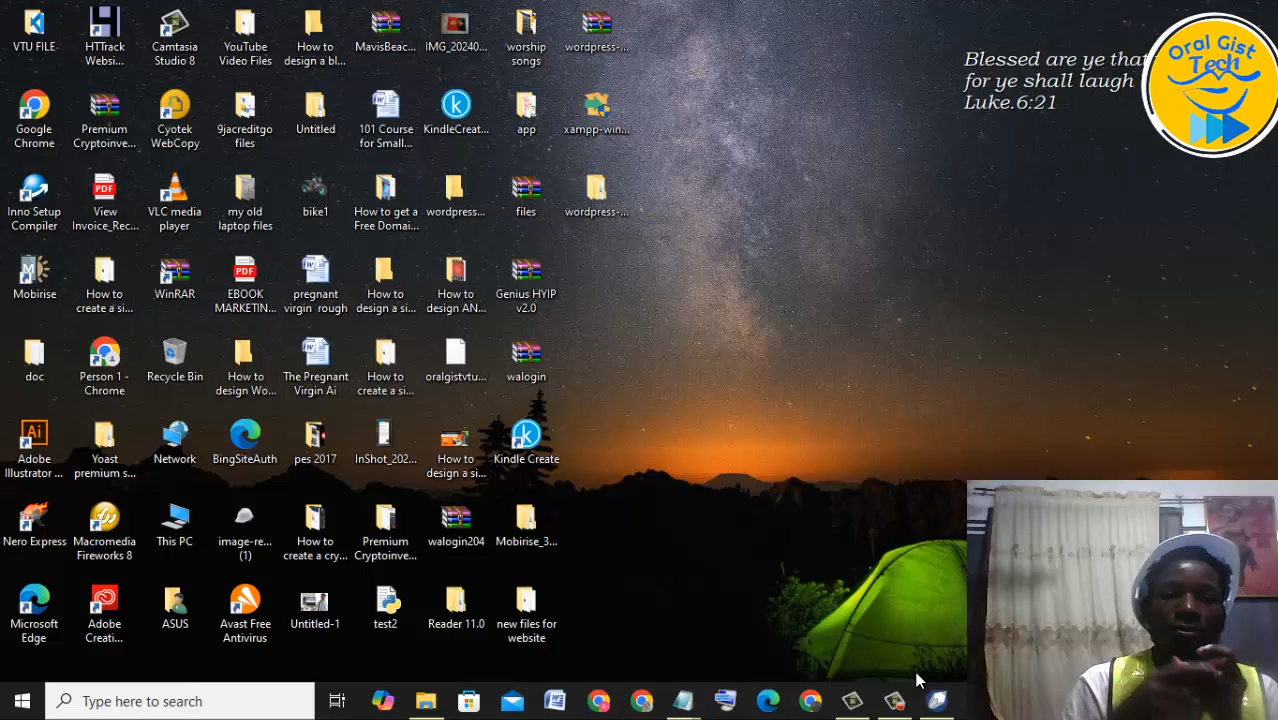 VTU FILE
HTTrack
Websi...
Camtasia
Studio 8
YouTube
Video Files
How to
design a bl...
MavisBeac...
IMG_20240...
worship
songs
wordpress-...
Blessed are ye that
for ye shall laugh
Luke.6:21
Oral Gist
Tech
Google
Chrome
Premium
Cryptoinve...
Cyotek
WebCopy
9jacreditgo
files
Untitled
101 Course
for Small...
KindleCreat...
app
xampp-win...
Inno Setup
Compiler
View
Invoice_Rec...
VLC media
player
my old
laptop files
bike1
How to get a
Free Domai...
wordpress...
files
wordpress-...
Mobirise
How to
create a si...
WinRAR
EBOOK
MARKETIN...
pregnant
virgin rough
How to
design a si...
How to
design AN...
Genius HYIP
v2.0
doc
Person 1 -
Chrome
Recycle Bin
How to
design Wo...
The Pregnant
Virgin Ai
How to
create a si...
oralgistvtu...
walogin
Adobe
Illustrator ...
Yoast
premium s...
Network
BingSiteAuth
pes 2017
InShot_202...
How to
design a si...
Kindle Create
Nero Express
Macromedia
Fireworks 8
This PC
image-re...
(1)
How to
create a cry...
Premium
Cryptoinve...
walogin204
Mobirise_3...
Microsoft
Edge
Adobe
Creati...
ASUS
Avast Free
Antivirus
Untitled-1
test2
Reader 11.0
new files for
website
Type here to search